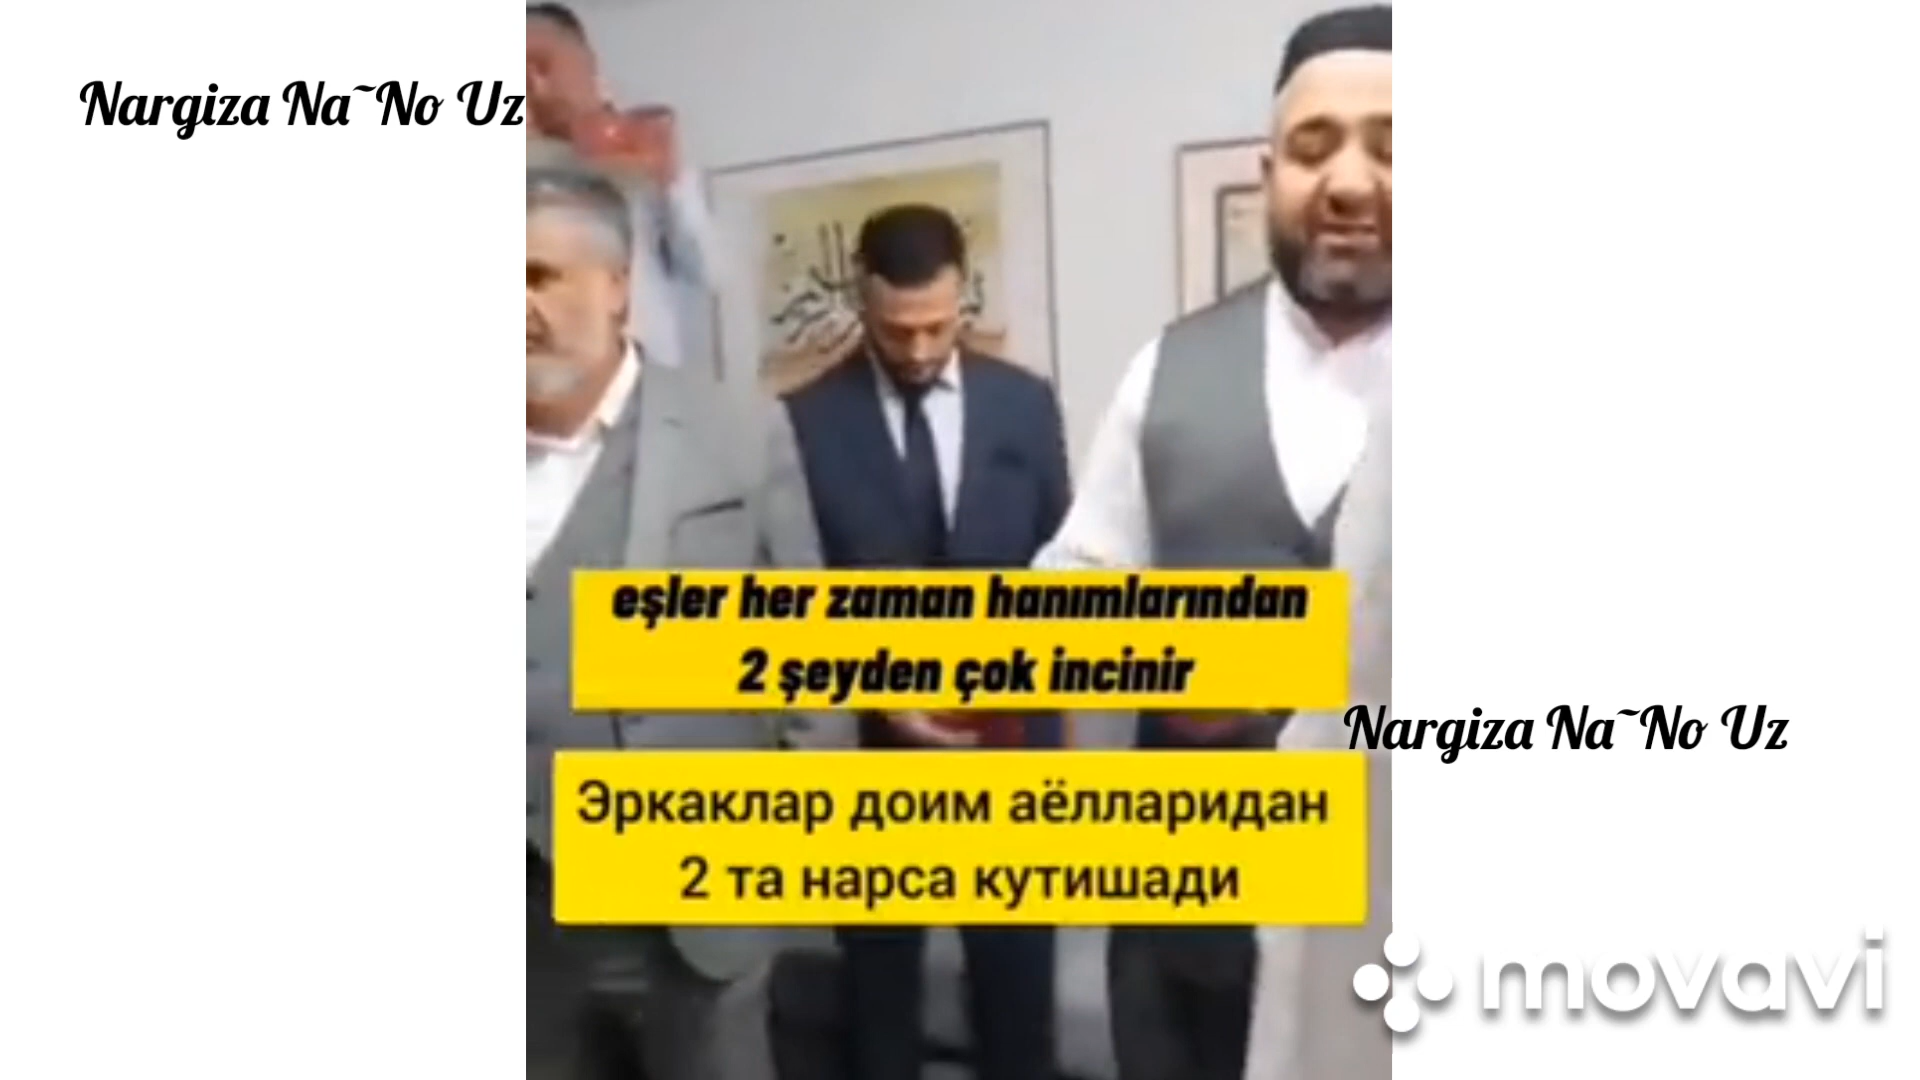 Nargiza Na~No Uz
eşler her zaman hanımlarından
2 şeyden çok incinir
Nargiza Na~No Uz
Эркаклар доим аёлларидан
2 та нарса кутишади
movavi